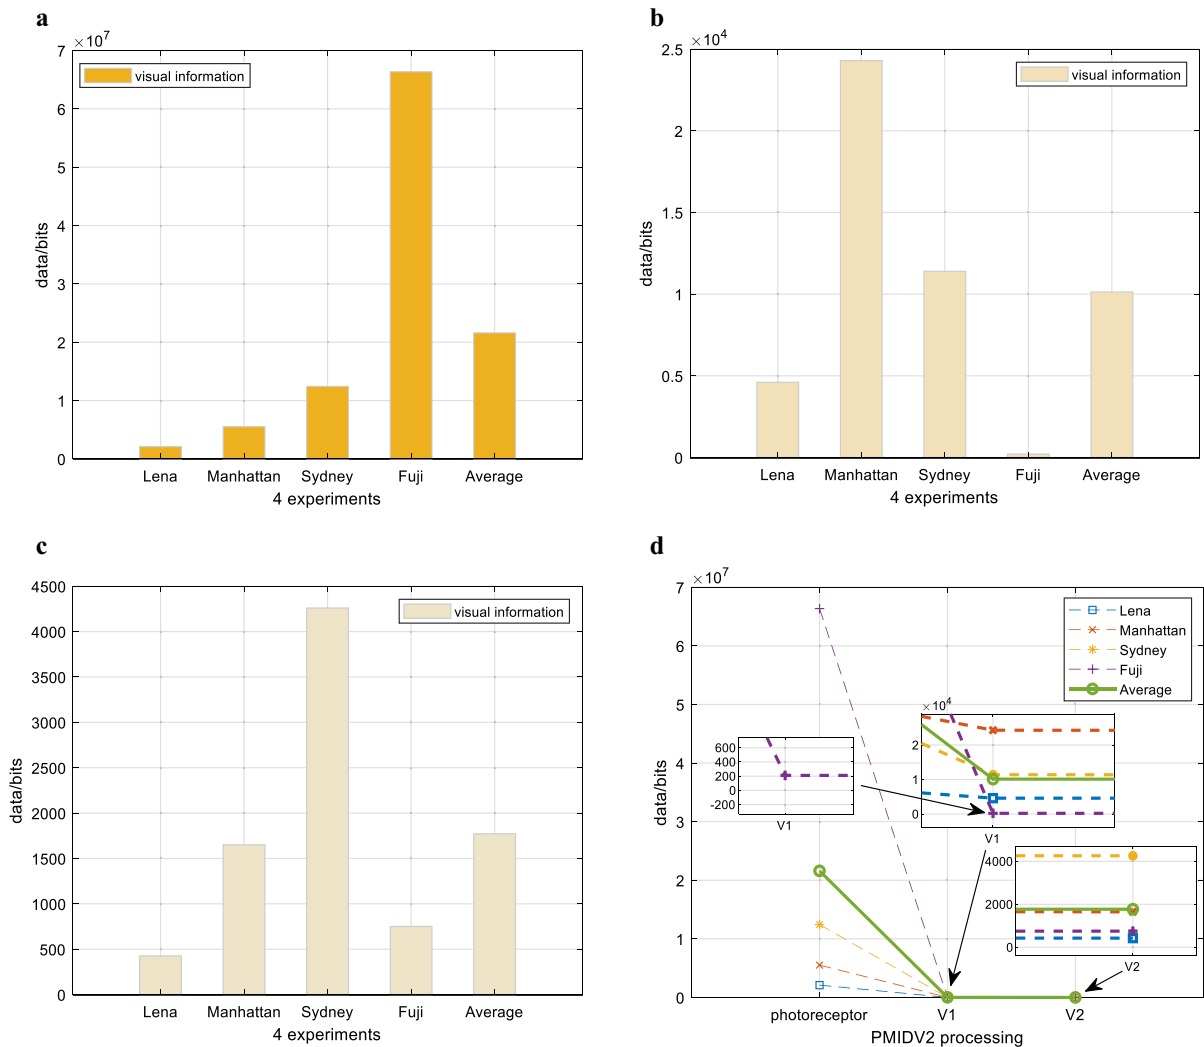 a
×10^7
7
6
5
4
3
2
1
0
data/bits
visual information
Lena Manhattan Sydney Fuji Average
4 experiments
b
×10^4
2.5
2
1.5
1
0.5
0
data/bits
visual information
Lena Manhattan Sydney Fuji Average
4 experiments
c
4500
4000
3500
3000
2500
2000
1500
1000
500
0
data/bits
visual information
Lena Manhattan Sydney Fuji Average
4 experiments
d
×10^7
7
6
5
4
3
2
1
0
data/bits
Lena
Manhattan
Sydney
Fuji
Average
600
400
200
0
-200
V1
×10^4
2
1
0
V1
4000
2000
0
V2
photoreceptor V1 V2
PMIDV2 processing